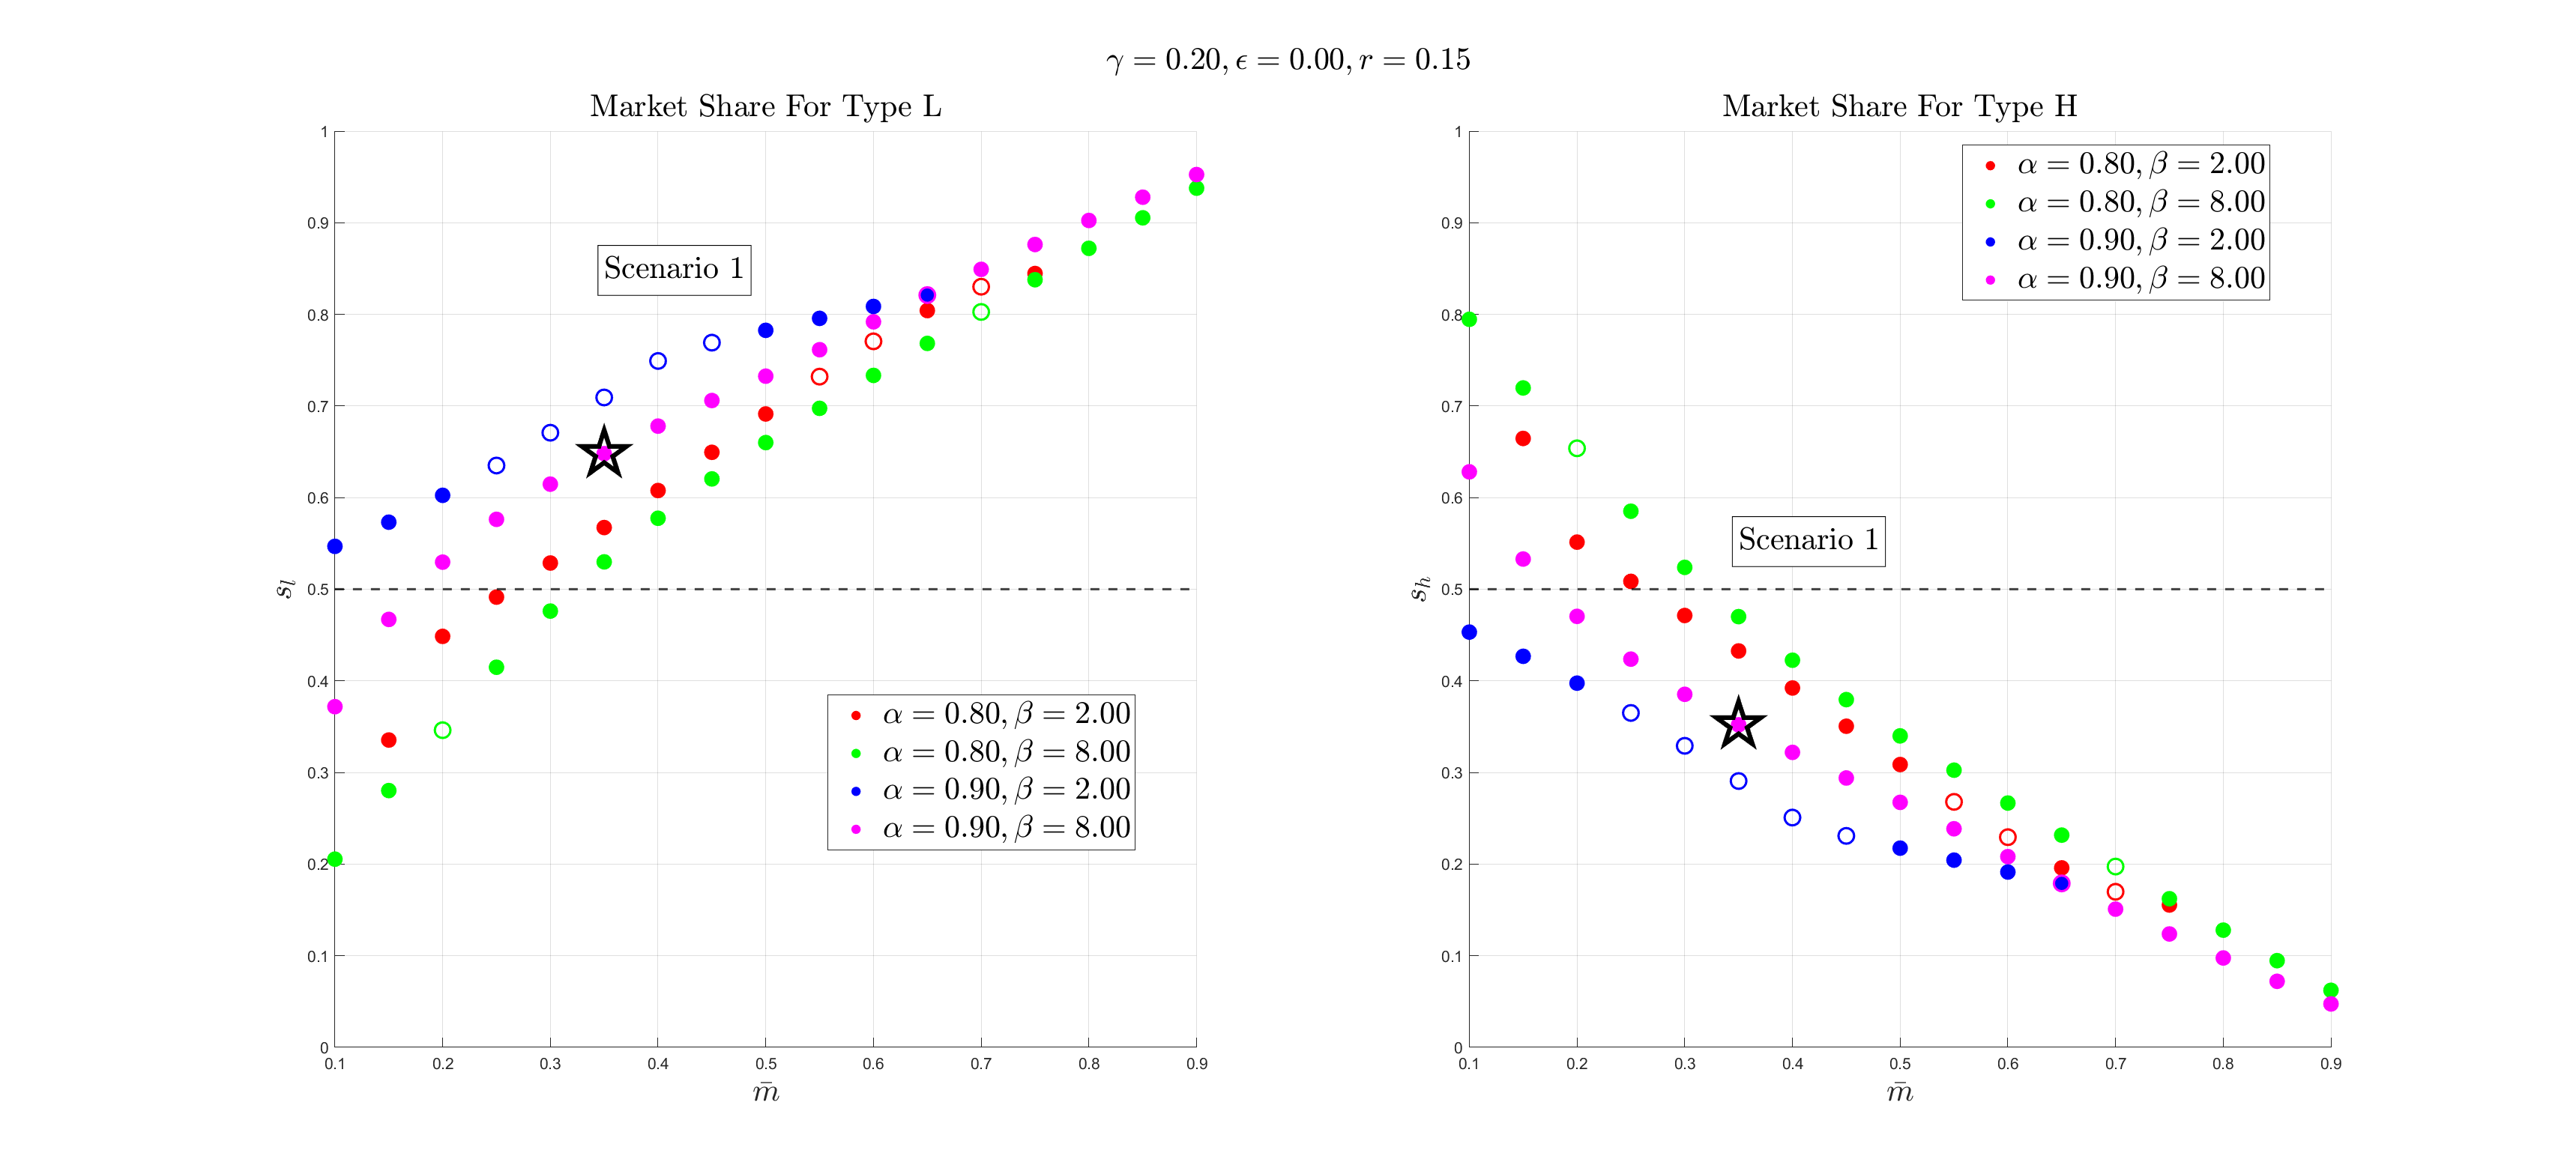 γ = 0.20, ϵ = 0.00, r = 0.15
Market Share For Type L
1
0.9
0.8
0.7
0.6
0.5
0.4
0.3
0.2
0.1
0
s_l
Scenario 1
α = 0.80, β = 2.00
α = 0.80, β = 8.00
α = 0.90, β = 2.00
α = 0.90, β = 8.00
0.1 0.2 0.3 0.4 0.5 0.6 0.7 0.8 0.9
m̄
Market Share For Type H
1
0.9
0.8
0.7
0.6
0.5
0.4
0.3
0.2
0.1
0
s_h
α = 0.80, β = 2.00
α = 0.80, β = 8.00
α = 0.90, β = 2.00
α = 0.90, β = 8.00
Scenario 1
0.1 0.2 0.3 0.4 0.5 0.6 0.7 0.8 0.9
m̄